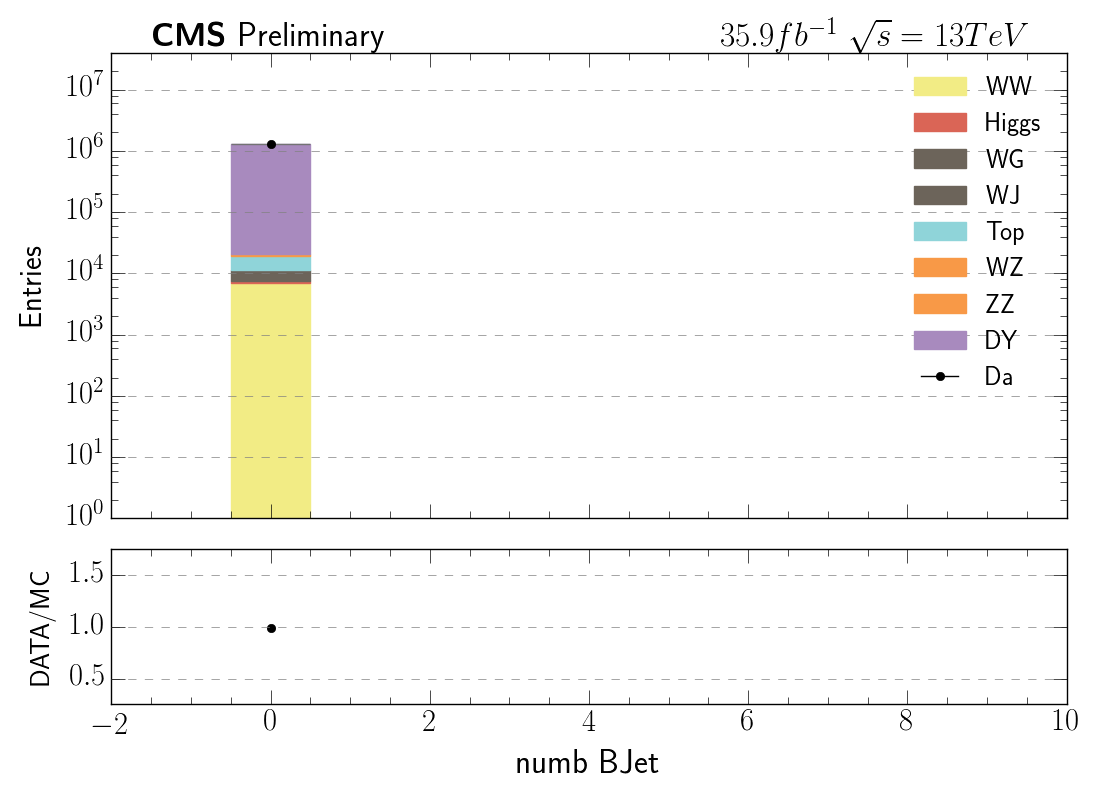 CMS Preliminary
35.9fb⁻¹ √s = 13TeV
Entries
10⁷
10⁶
10⁵
10⁴
10³
10²
10¹
10⁰
WW
Higgs
WG
WJ
Top
WZ
ZZ
DY
Da
DATA/MC
1.5
1.0
0.5
−2 0 2 4 6 8 10
numb BJet